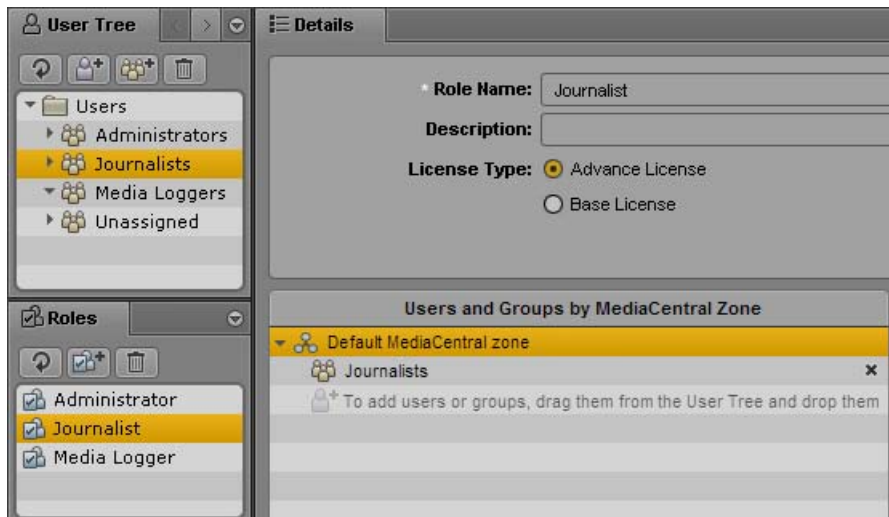 User Tree
Users
Administrators
Journalists
Media Loggers
Unassigned
Roles
Administrator
Journalist
Media Logger
Details
Role Name: Journalist
Description:
License Type: Advance License
Base License
Users and Groups by MediaCentral Zone
Default MediaCentral zone
Journalists
To add users or groups, drag them from the User Tree and drop them